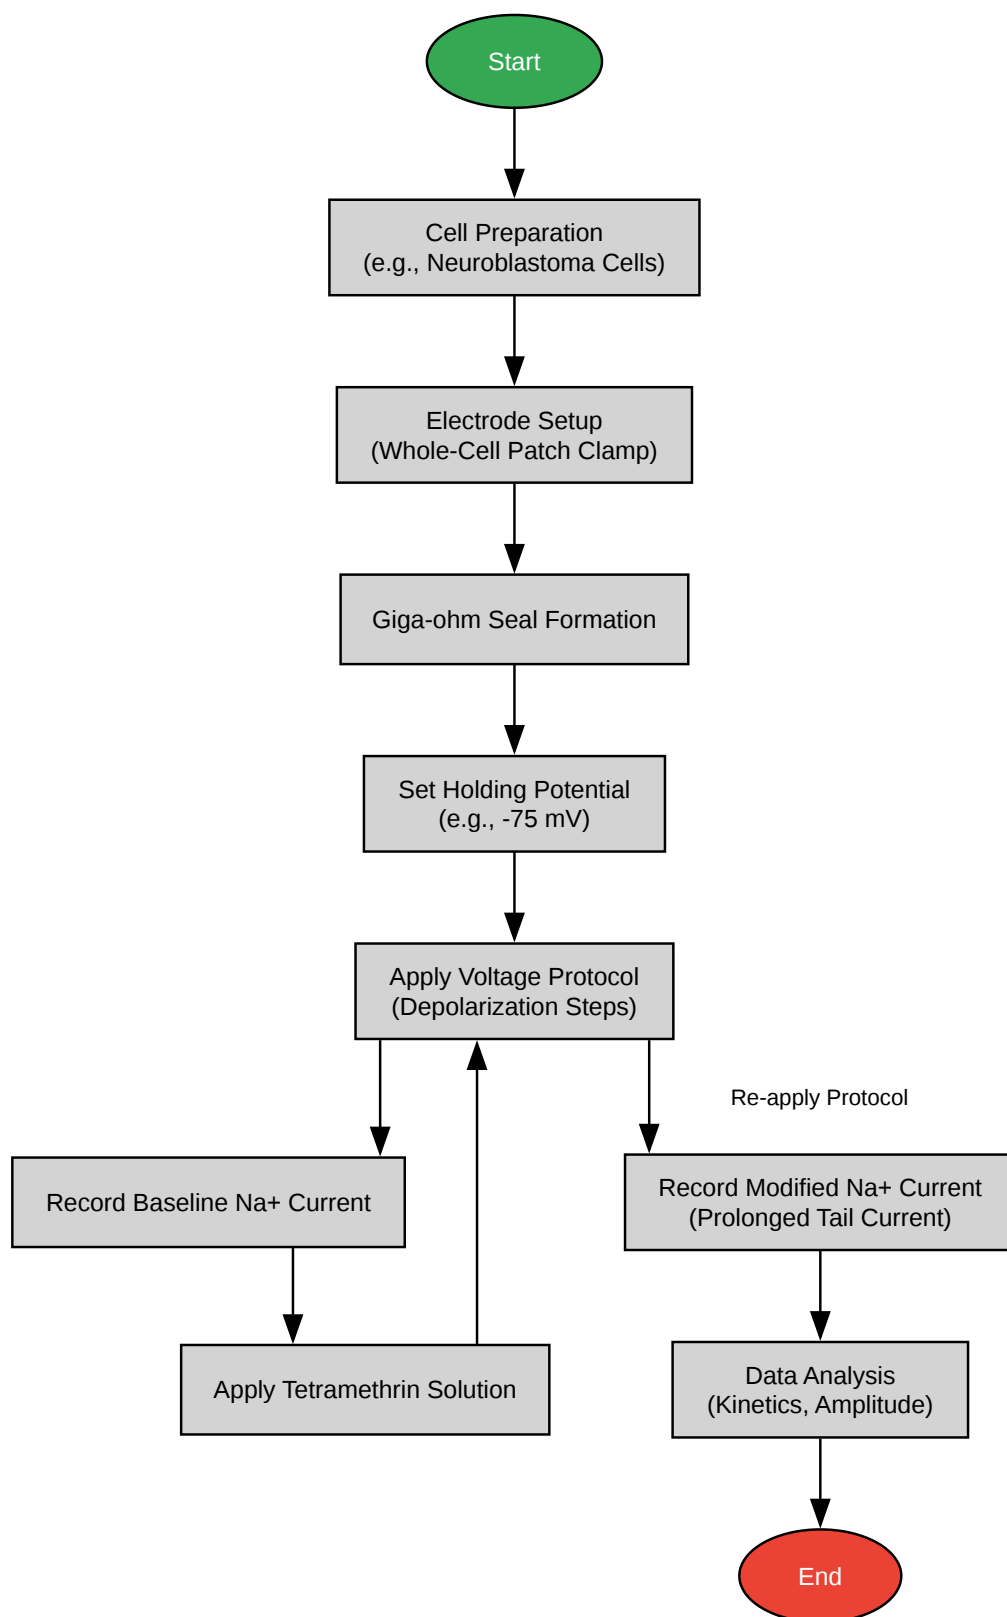 Start
Cell Preparation
(e.g., Neuroblastoma Cells)
Electrode Setup
(Whole-Cell Patch Clamp)
Giga-ohm Seal Formation
Set Holding Potential
(e.g., -75 mV)
Apply Voltage Protocol
(Depolarization Steps)
Re-apply Protocol
Record Baseline Na+ Current
Record Modified Na+ Current
(Prolonged Tail Current)
Apply Tetramethrin Solution
Data Analysis
(Kinetics, Amplitude)
End